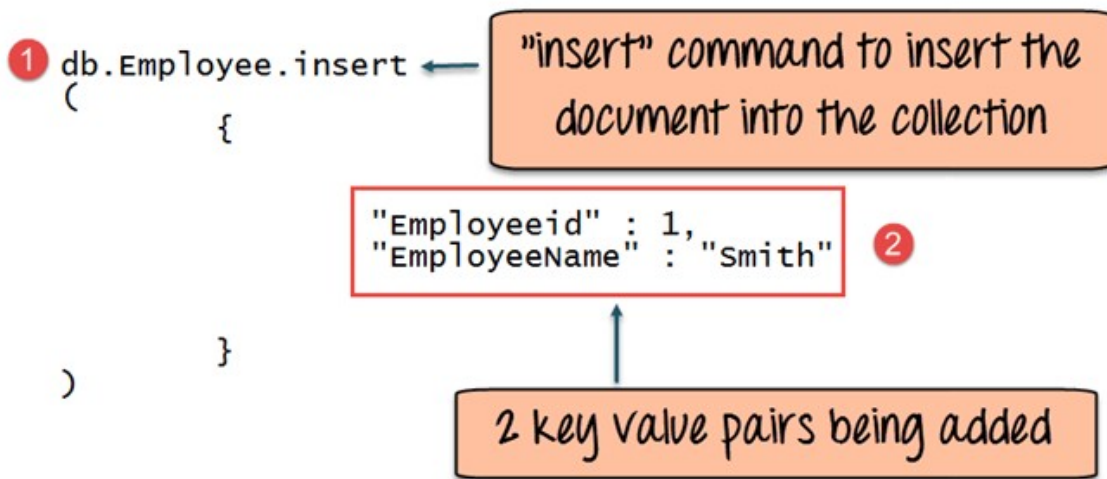 1 db.Employee.insert
"insert" command to insert the
document into the collection
(
{
"Employeeid" : 1,
"EmployeeName" : "Smith"
2
}
)
2 key value pairs being added